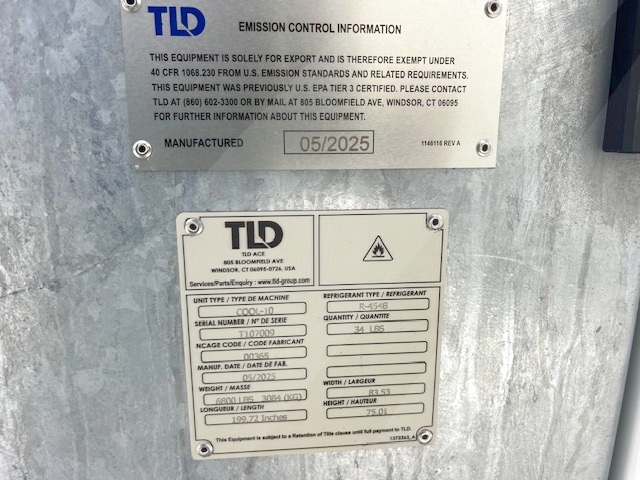 TLD
EMISSION CONTROL INFORMATION
THIS EQUIPMENT IS SOLELY FOR EXPORT AND IS THEREFORE EXEMPT UNDER
40 CFR 1068.230 FROM U.S. EMISSION STANDARDS AND RELATED REQUIREMENTS.
THIS EQUIPMENT WAS PREVIOUSLY U.S. EPA TIER 3 CERTIFIED. PLEASE CONTACT
TLD AT (860) 602-3300 OR BY MAIL AT 805 BLOOMFIELD AVE, WINDSOR, CT 06095
FOR FURTHER INFORMATION ABOUT THIS EQUIPMENT.
MANUFACTURED 05/2025 1146116 REV A
TLD
TLD ACE
805 BLOOMFIELD AVE
WINDSOR, CT 06095-0726, USA
Services/Parts/Enquiry : www.tld-group.com
UNIT TYPE / TYPE DE MACHINE
COOL-10
SERIAL NUMBER / N° DE SERIE
T107009
NCAGE CODE / CODE FABRICANT
00365
MANUF. DATE / DATE DE FAB.
05/2025
WEIGHT / MASSE
6800 LBS 3084 (KG)
LONGUEUR / LENGTH
199.72 Inches
REFRIGERANT TYPE / REFRIGERANT
R-454B
QUANTITY / QUANTITE
34 LBS
WIDTH / LARGEUR
83.53
HEIGHT / HAUTEUR
75.01
This Equipment is subject to a Retention of Title clause until full payment to TLD.
1372263_A